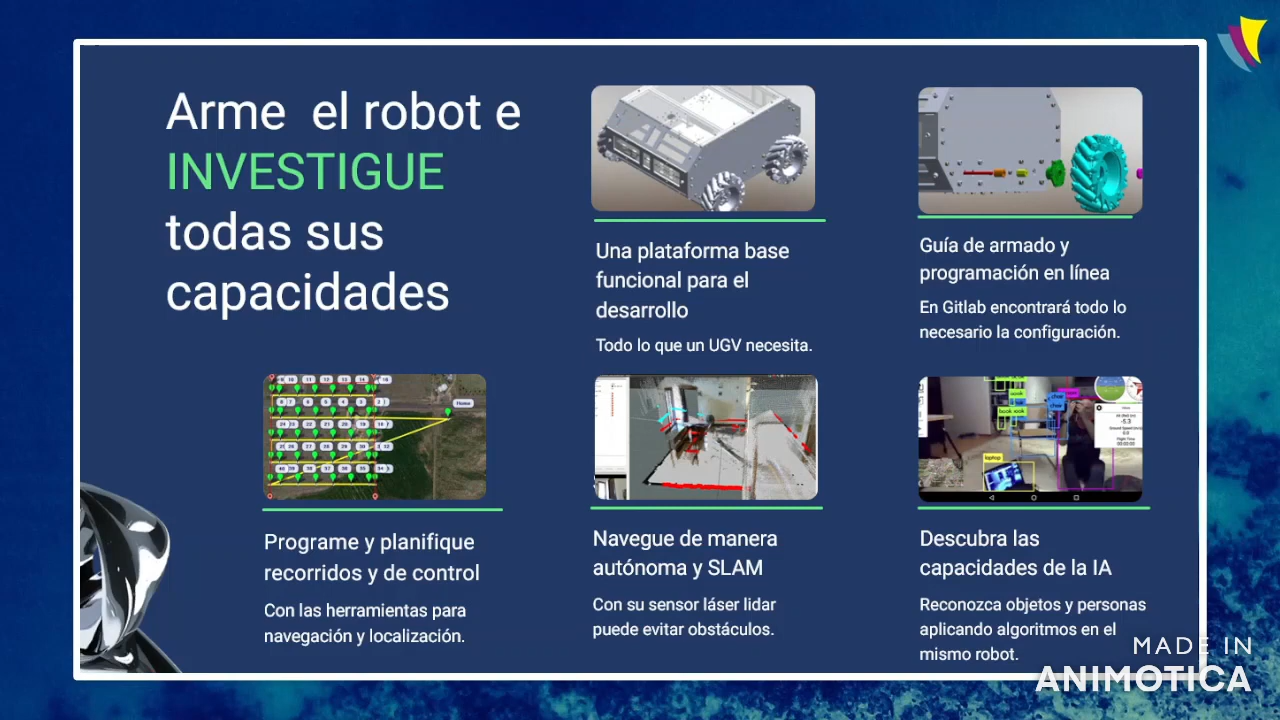 Arme el robot e
INVESTIGUE
todas sus
capacidades
Una plataforma base
funcional para el
desarrollo
Todo lo que un UGV necesita.
Guía de armado y
programación en línea
En Gitlab encontrará todo lo
necesario la configuración.
Home
Programe y planifique
recorridos y de control
Con las herramientas para
navegación y localización.
Navegue de manera
autónoma y SLAM
Con su sensor láser lidar
puede evitar obstáculos.
chair
book
laptop
Descubra las
capacidades de la IA
Reconozca objetos y personas
aplicando algoritmos en el
mismo robot.
MADE IN
ANIMOTICA